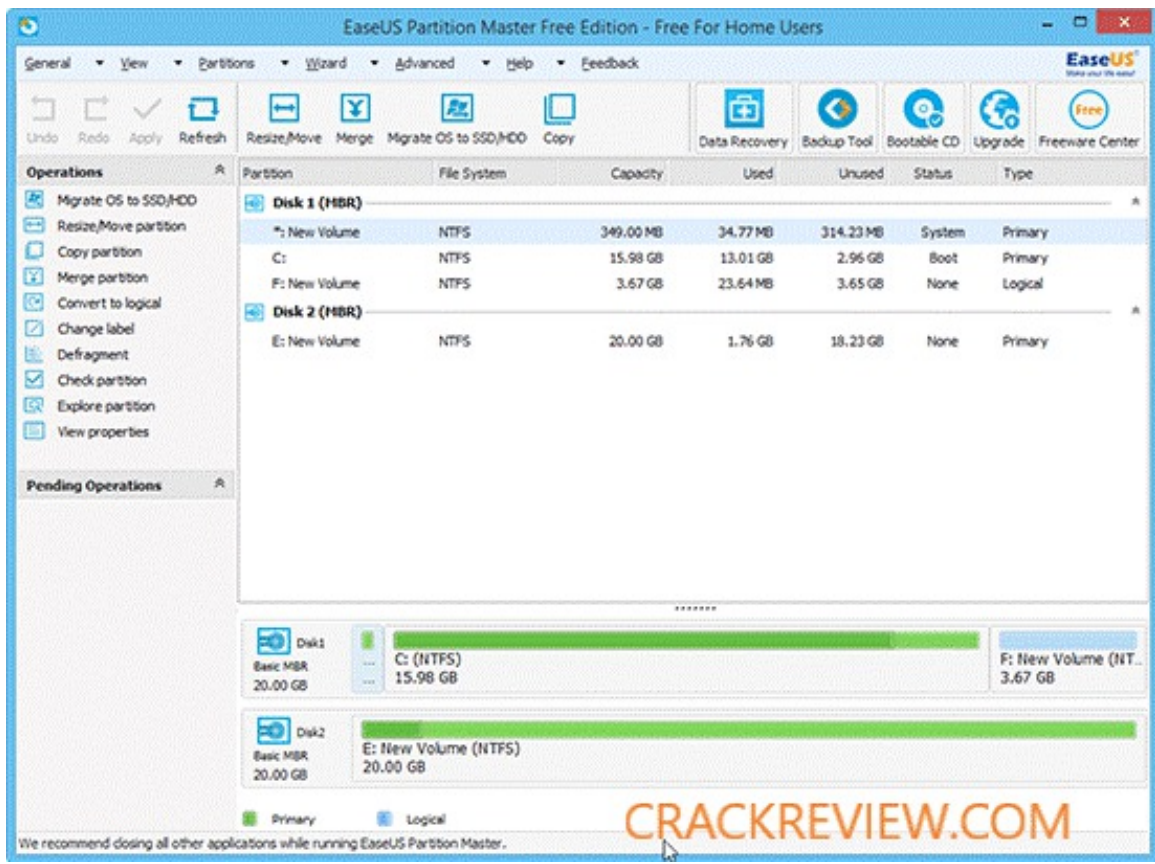 EaseUS Partition Master Free Edition - Free For Home Users
General View Partitions Wizard Advanced Help Feedback
EaseUS
Make your life easy!
Undo Redo Apply Refresh Resize/Move Merge Migrate OS to SSD/HDD Copy Data Recovery Backup Tool Bootable CD Upgrade Free Freeware Center
Operations
Migrate OS to SSD/HDD
Resize/Move partition
Copy partition
Merge partition
Convert to logical
Change label
Defragment
Check partition
Explore partition
View properties
Pending Operations
Partition File System Capacity Used Unused Status Type
Disk 1 (MBR)
*: New Volume NTFS 349.00 MB 34.77 MB 314.23 MB System Primary
C: NTFS 15.98 GB 13.01 GB 2.96 GB Boot Primary
F: New Volume NTFS 3.67 GB 23.64 MB 3.65 GB None Logical
Disk 2 (MBR)
E: New Volume NTFS 20.00 GB 1.76 GB 18.23 GB None Primary
Disk1
Basic MBR
20.00 GB
...
...
C: (NTFS)
15.98 GB
F: New Volume (NT...
3.67 GB
Disk2
Basic MBR
20.00 GB
E: New Volume (NTFS)
20.00 GB
Primary Logical
CRACKREVIEW.COM
We recommend closing all other applications while running EaseUS Partition Master.